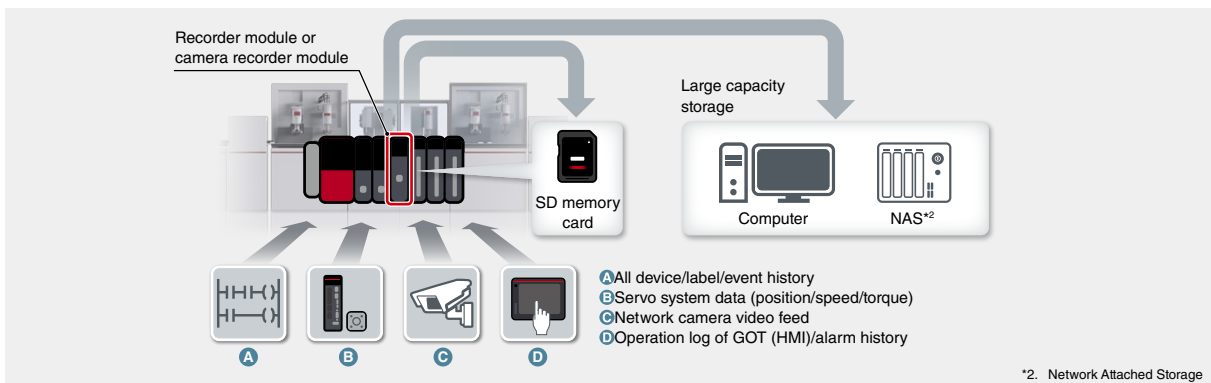 Recorder module or
camera recorder module
Large capacity
storage
SD memory
card
Computer
NAS*2
A
B
C
D
AAll device/label/event history
BServo system data (position/speed/torque)
CNetwork camera video feed
DOperation log of GOT (HMI)/alarm history
*2. Network Attached Storage